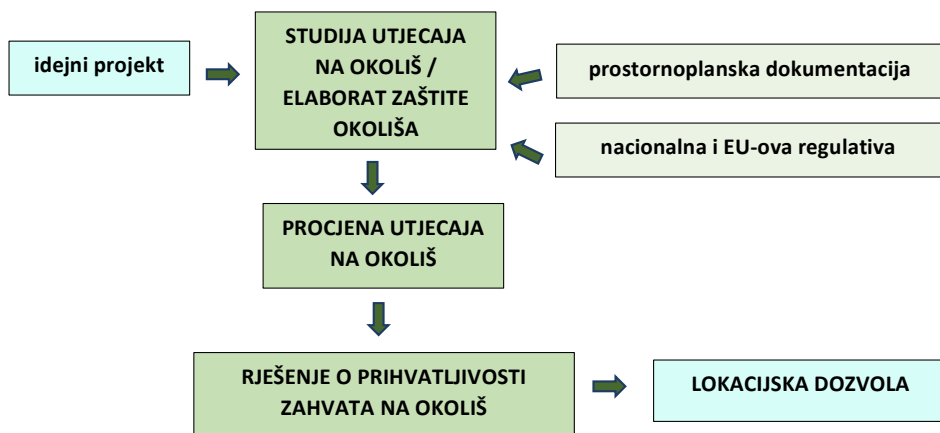 idejni projekt
STUDIJA UTJECAJA
NA OKOLIŠ /
ELABORAT ZAŠTITE
OKOLIŠA
prostornoplanska dokumentacija
nacionalna i EU-ova regulativa
PROCJENA UTJECAJA
NA OKOLIŠ
RJEŠENJE O PRIHVATLJIVOSTI
ZAHVATA NA OKOLIŠ
LOKACIJSKA DOZVOLA